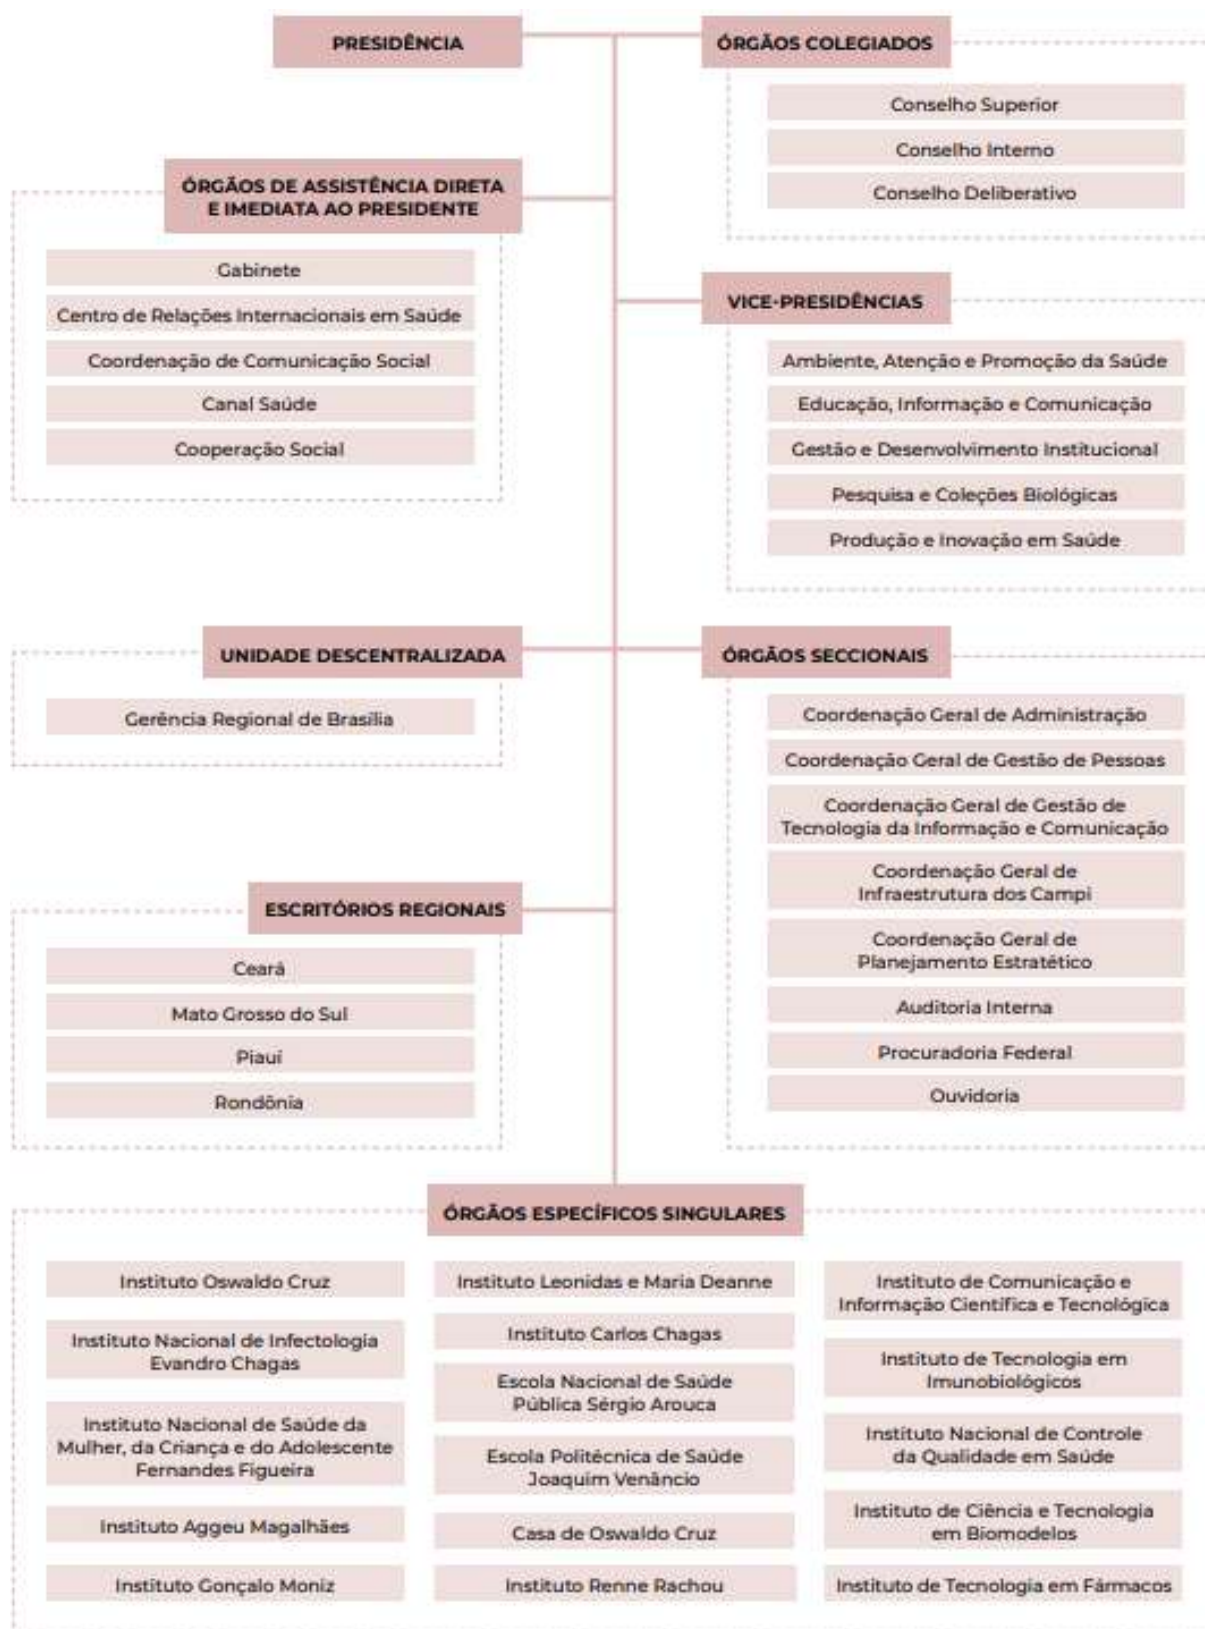 PRESIDÊNCIA
ÓRGÃOS COLEGIADOS
Conselho Superior
Conselho Interno
Conselho Deliberativo
ÓRGÃOS DE ASSISTÊNCIA DIRETA
E IMEDIATA AO PRESIDENTE
Gabinete
Centro de Relações Internacionais em Saúde
Coordenação de Comunicação Social
Canal Saúde
Cooperação Social
VICE-PRESIDÊNCIAS
Ambiente, Atenção e Promoção da Saúde
Educação, Informação e Comunicação
Gestão e Desenvolvimento Institucional
Pesquisa e Coleções Biológicas
Produção e Inovação em Saúde
UNIDADE DESCENTRALIZADA
Gerência Regional de Brasília
ÓRGÃOS SECCIONAIS
Coordenação Geral de Administração
Coordenação Geral de Gestão de Pessoas
Coordenação Geral de Gestão de
Tecnologia da Informação e Comunicação
Coordenação Geral de
Infraestrutura dos Campi
Coordenação Geral de
Planejamento Estratético
Auditoria Interna
Procuradoria Federal
Ouvidoria
ESCRITÓRIOS REGIONAIS
Ceará
Mato Grosso do Sul
Piauí
Rondônia
ÓRGÃOS ESPECÍFICOS SINGULARES
Instituto Oswaldo Cruz
Instituto Nacional de Infectologia
Evandro Chagas
Instituto Nacional de Saúde da
Mulher, da Criança e do Adolescente
Fernandes Figueira
Instituto Aggeu Magalhães
Instituto Gonçalo Moniz
Instituto Leonidas e Maria Deanne
Instituto Carlos Chagas
Escola Nacional de Saúde
Pública Sérgio Arouca
Escola Politécnica de Saúde
Joaquim Venâncio
Casa de Oswaldo Cruz
Instituto Renne Rachou
Instituto de Comunicação e
Informação Científica e Tecnológica
Instituto de Tecnologia em
Imunobiológicos
Instituto Nacional de Controle
da Qualidade em Saúde
Instituto de Ciência e Tecnologia
em Biomodelos
Instituto de Tecnologia em Fármacos